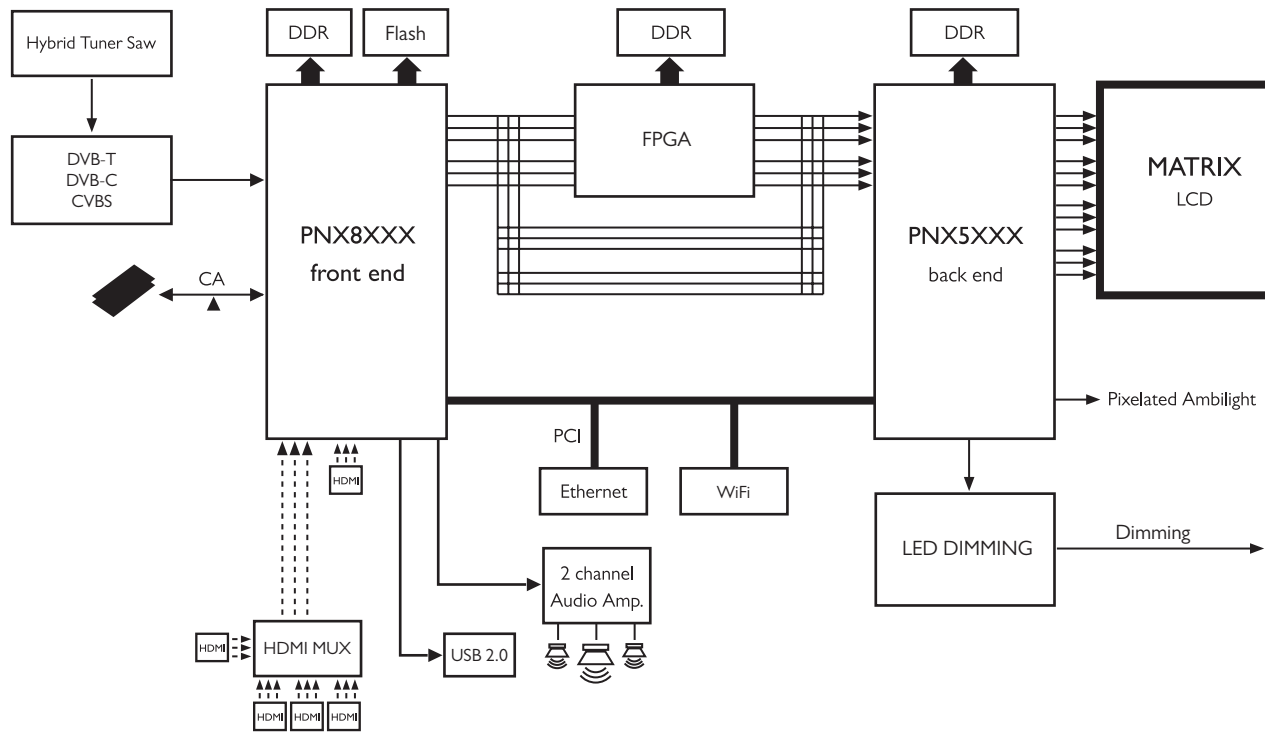 Hybrid Tuner Saw
DDR
Flash
DDR
DDR
DVB-T
DVB-C
CVBS
FPGA
MATRIX
LCD
PNX8XXX
front end
PNX5XXX
back end
CA
Pixelated Ambilight
PCI
HDMI
Ethernet
WiFi
LED DIMMING
Dimming
2 channel
Audio Amp.
HDMI
HDMI MUX
USB 2.0
HDMI
HDMI
HDMI